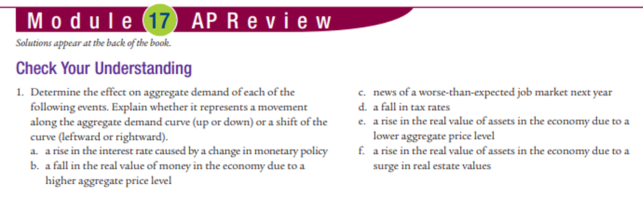 Module 17 AP Review
Solutions appear at the back of the book.
Check Your Understanding
1. Determine the effect on aggregate demand of each of the
following events. Explain whether it represents a movement
along the aggregate demand curve (up or down) or a shift of the
curve (leftward or rightward).
a. a rise in the interest rate caused by a change in monetary policy
b. a fall in the real value of money in the economy due to a
higher aggregate price level
c. news of a worse-than-expected job market next year
d. a fall in tax rates
e. a rise in the real value of assets in the economy due to a
lower aggregate price level
f. a rise in the real value of assets in the economy due to a
surge in real estate values